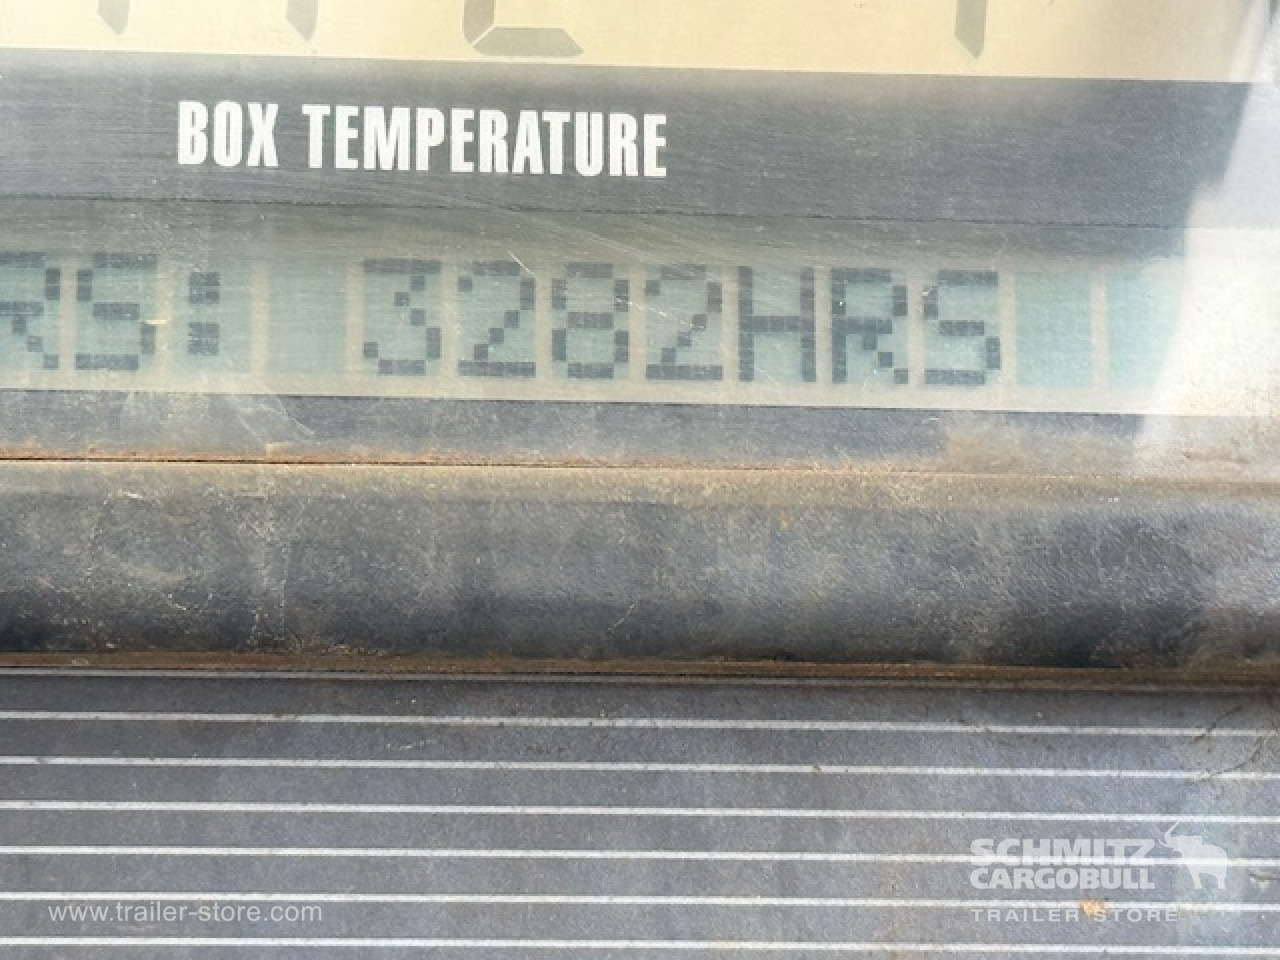 BOX TEMPERATURE
RS: 3282HRS
SCHMITZ
CARGOBULL
TRAILER STORE
www.trailer-store.com